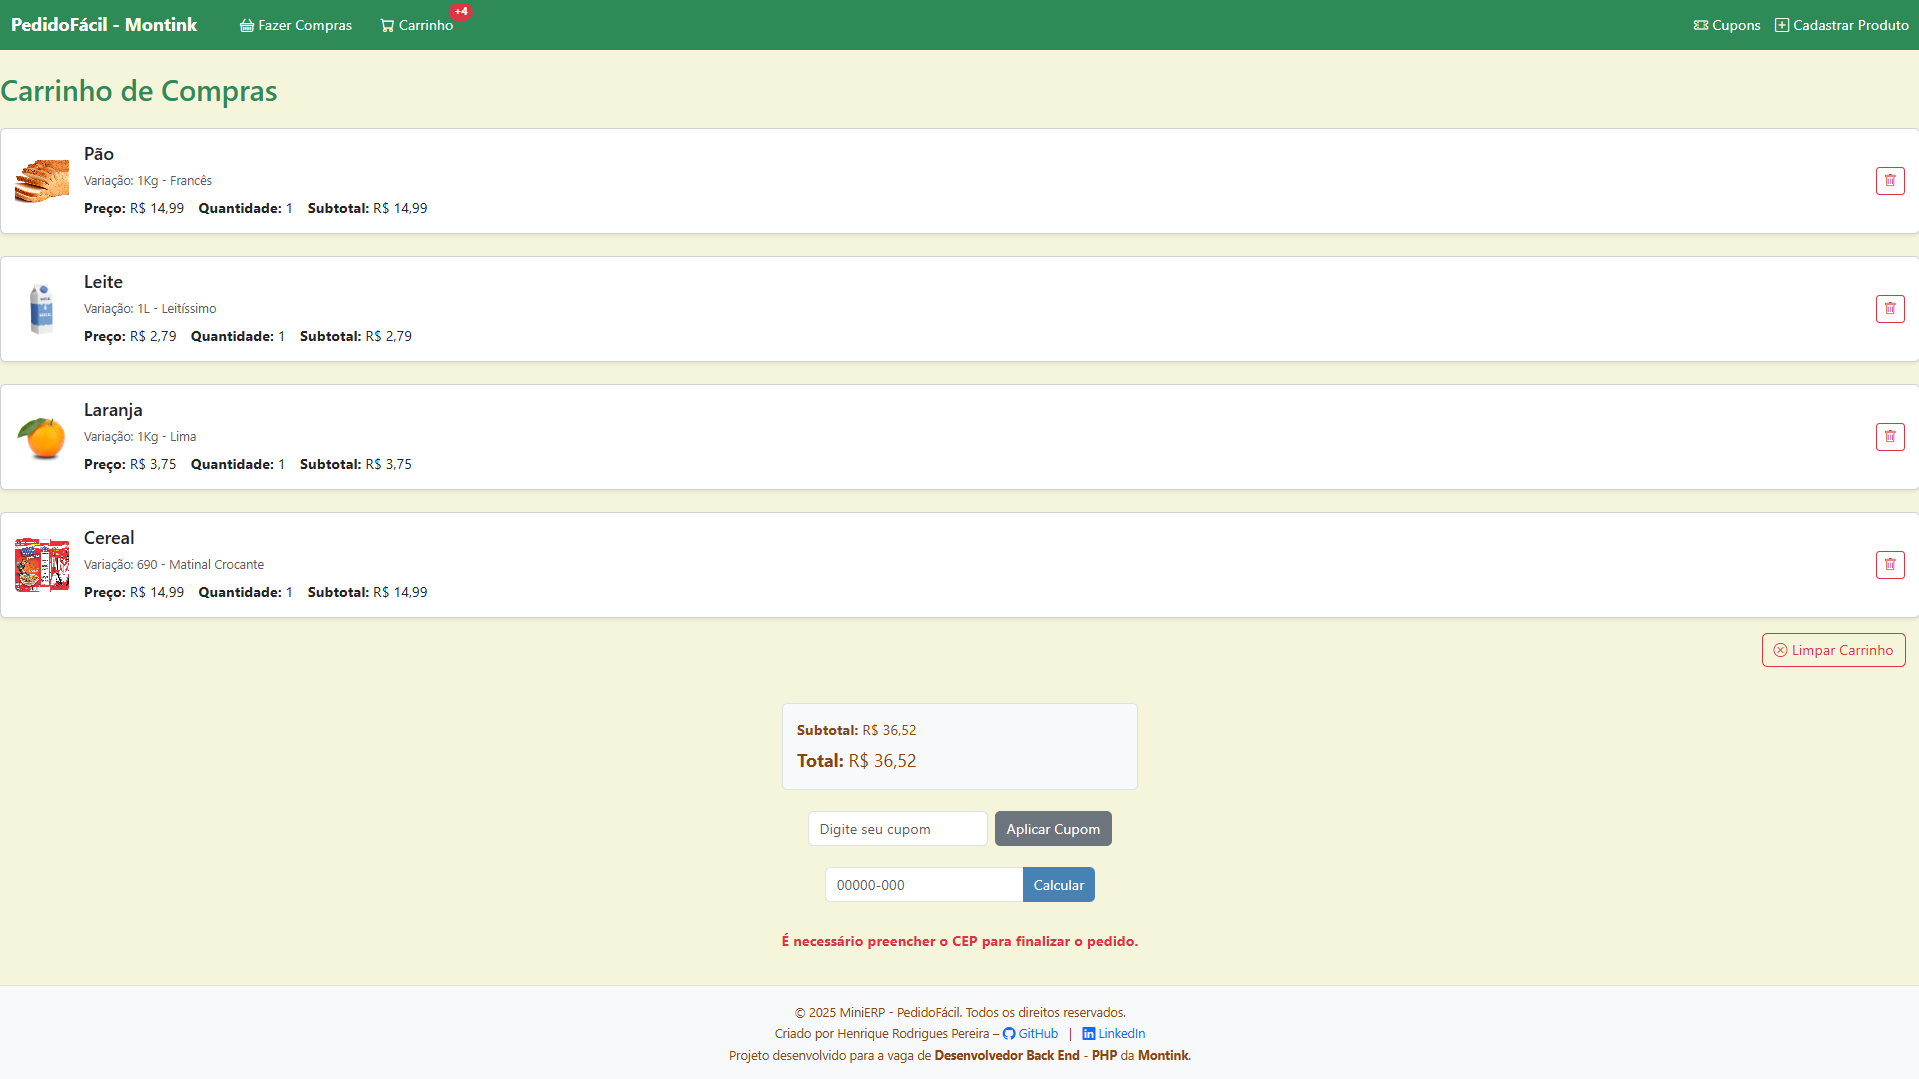 PedidoFácil - Montink Fazer Compras Carrinho +4 Cupons Cadastrar Produto
Carrinho de Compras
Pão
Variação: 1Kg - Francês
Preço: R$ 14,99 Quantidade: 1 Subtotal: R$ 14,99
Leite
Variação: 1L - Leitíssimo
Preço: R$ 2,79 Quantidade: 1 Subtotal: R$ 2,79
Laranja
Variação: 1Kg - Lima
Preço: R$ 3,75 Quantidade: 1 Subtotal: R$ 3,75
Cereal
Variação: 690 - Matinal Crocante
Preço: R$ 14,99 Quantidade: 1 Subtotal: R$ 14,99
Limpar Carrinho
Subtotal: R$ 36,52
Total: R$ 36,52
Digite seu cupom Aplicar Cupom
00000-000 Calcular
É necessário preencher o CEP para finalizar o pedido.
© 2025 MiniERP - PedidoFácil. Todos os direitos reservados.
Criado por Henrique Rodrigues Pereira – GitHub | LinkedIn
Projeto desenvolvido para a vaga de Desenvolvedor Back End - PHP da Montink.